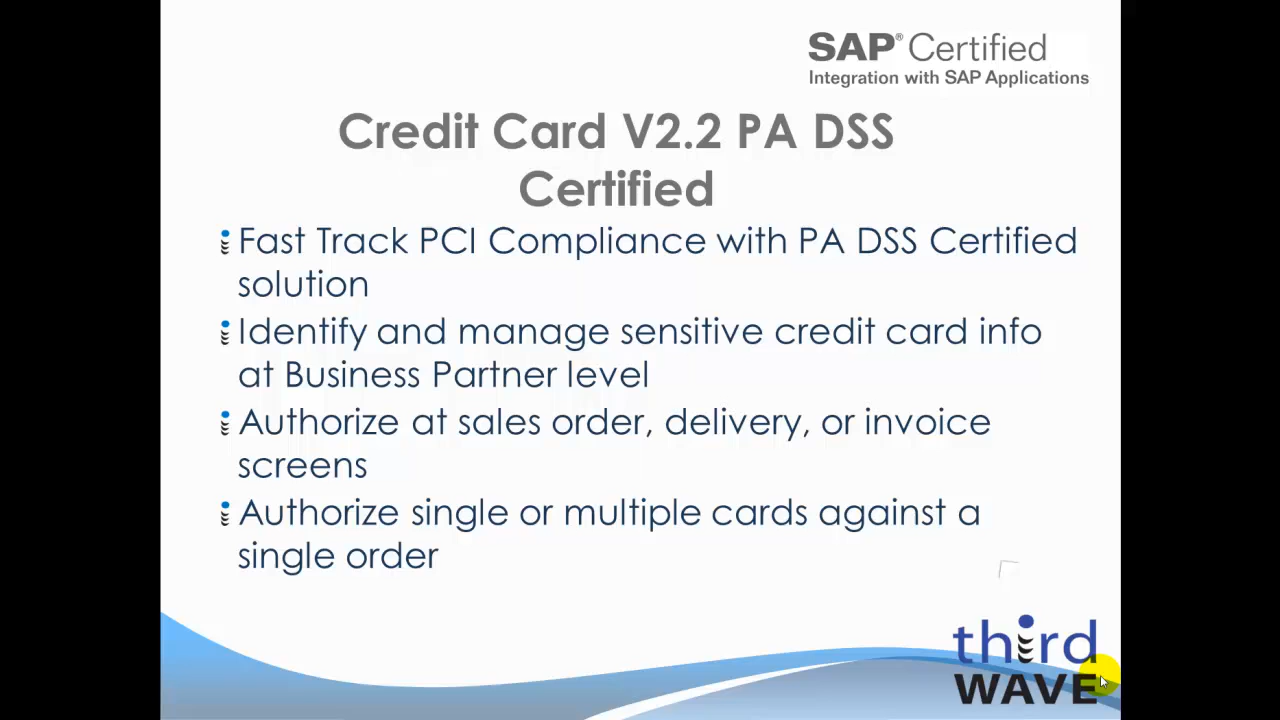 SAP® Certified
Integration with SAP Applications
Credit Card V2.2 PA DSS
Certified
Fast Track PCI Compliance with PA DSS Certified
solution
Identify and manage sensitive credit card info
at Business Partner level
Authorize at sales order, delivery, or invoice
screens
Authorize single or multiple cards against a
single order
third
WAVE